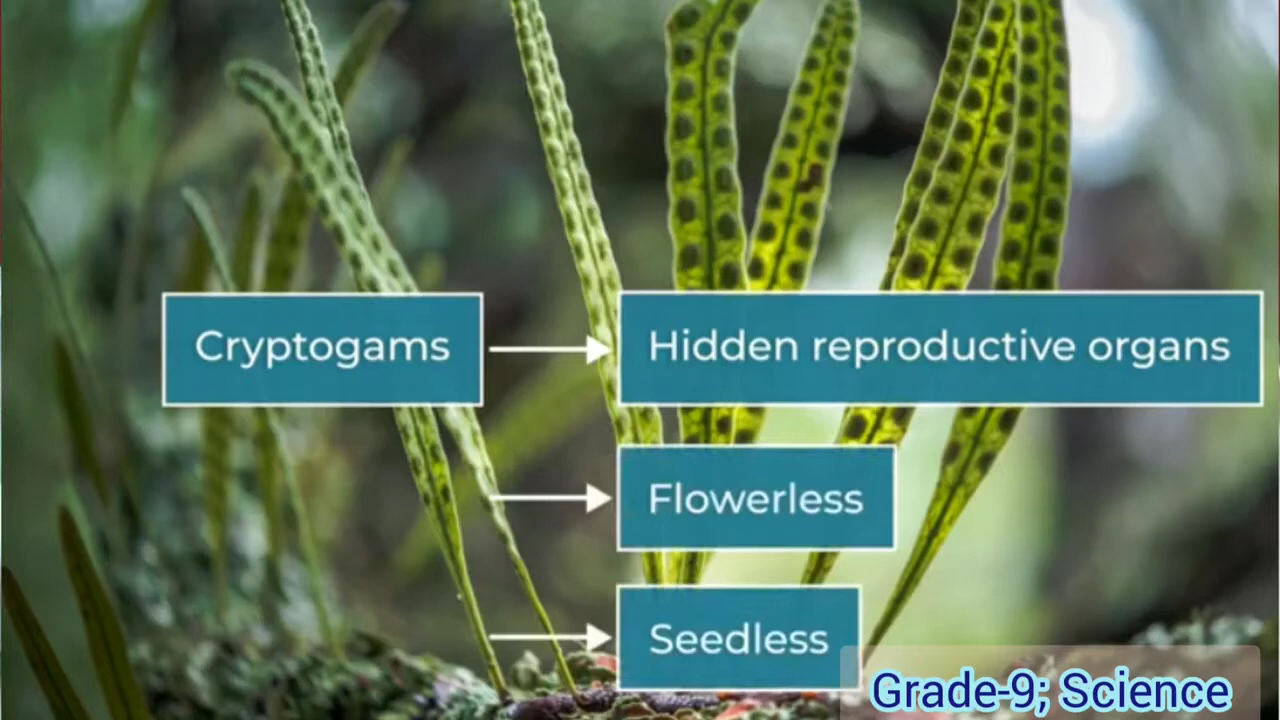 Cryptogams
Hidden reproductive organs
Flowerless
Seedless
Grade-9; Science